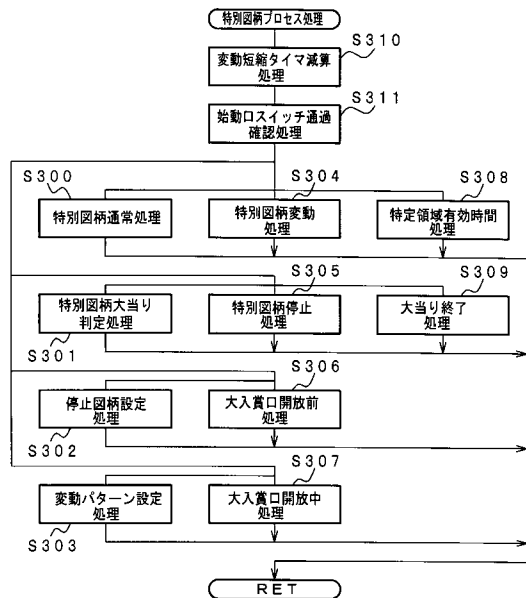 特別図柄プロセス処理
S310
変動短縮タイマ減算
処理
S311
始動口スイッチ通過
確認処理
S300
S304
S308
特別図柄通常処理
特別図柄変動
処理
特定領域有効時間
処理
S305
S309
特別図柄大当り
判定処理
特別図柄停止
処理
大当り終了
処理
S301
S306
停止図柄設定
処理
大入賞口開放前
処理
S302
S307
変動パターン設定
処理
大入賞口開放中
処理
S303
RET